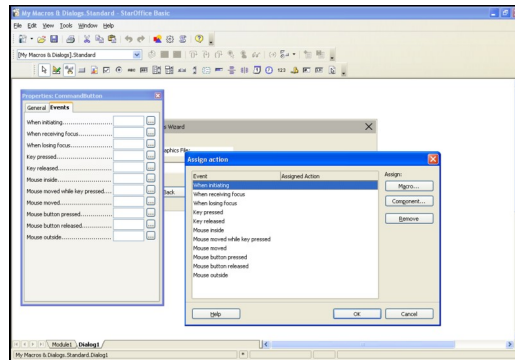 My Macros & Dialogs Standard - StarOffice Basic
File Edit View Tools Window Help
[My Macros & Dialogs].Standard
Properties: CommandButton
General Events
When initiating
When receiving focus
When losing focus
Key pressed
Key released
Mouse inside
Mouse moved while key pressed
Mouse moved
Mouse button pressed
Mouse button released
Mouse outside
Wizard
aphics File:
Back
Assign action
Event Assigned Action Assign:
When initiating
When receiving focus
When losing focus
Key pressed
Key released
Mouse inside
Mouse moved while key pressed
Mouse moved
Mouse button pressed
Mouse button released
Mouse outside
Macro...
Component...
Remove
Help OK Cancel
Module1 Dialog1
My Macros & Dialogs.Standard.Dialog1